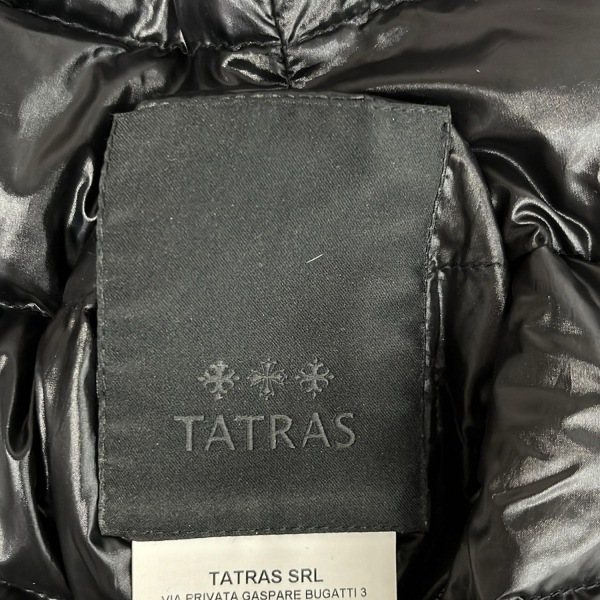 TATRAS
TATRAS SRL
VIA PRIVATA GASPARE BUGATTI 3